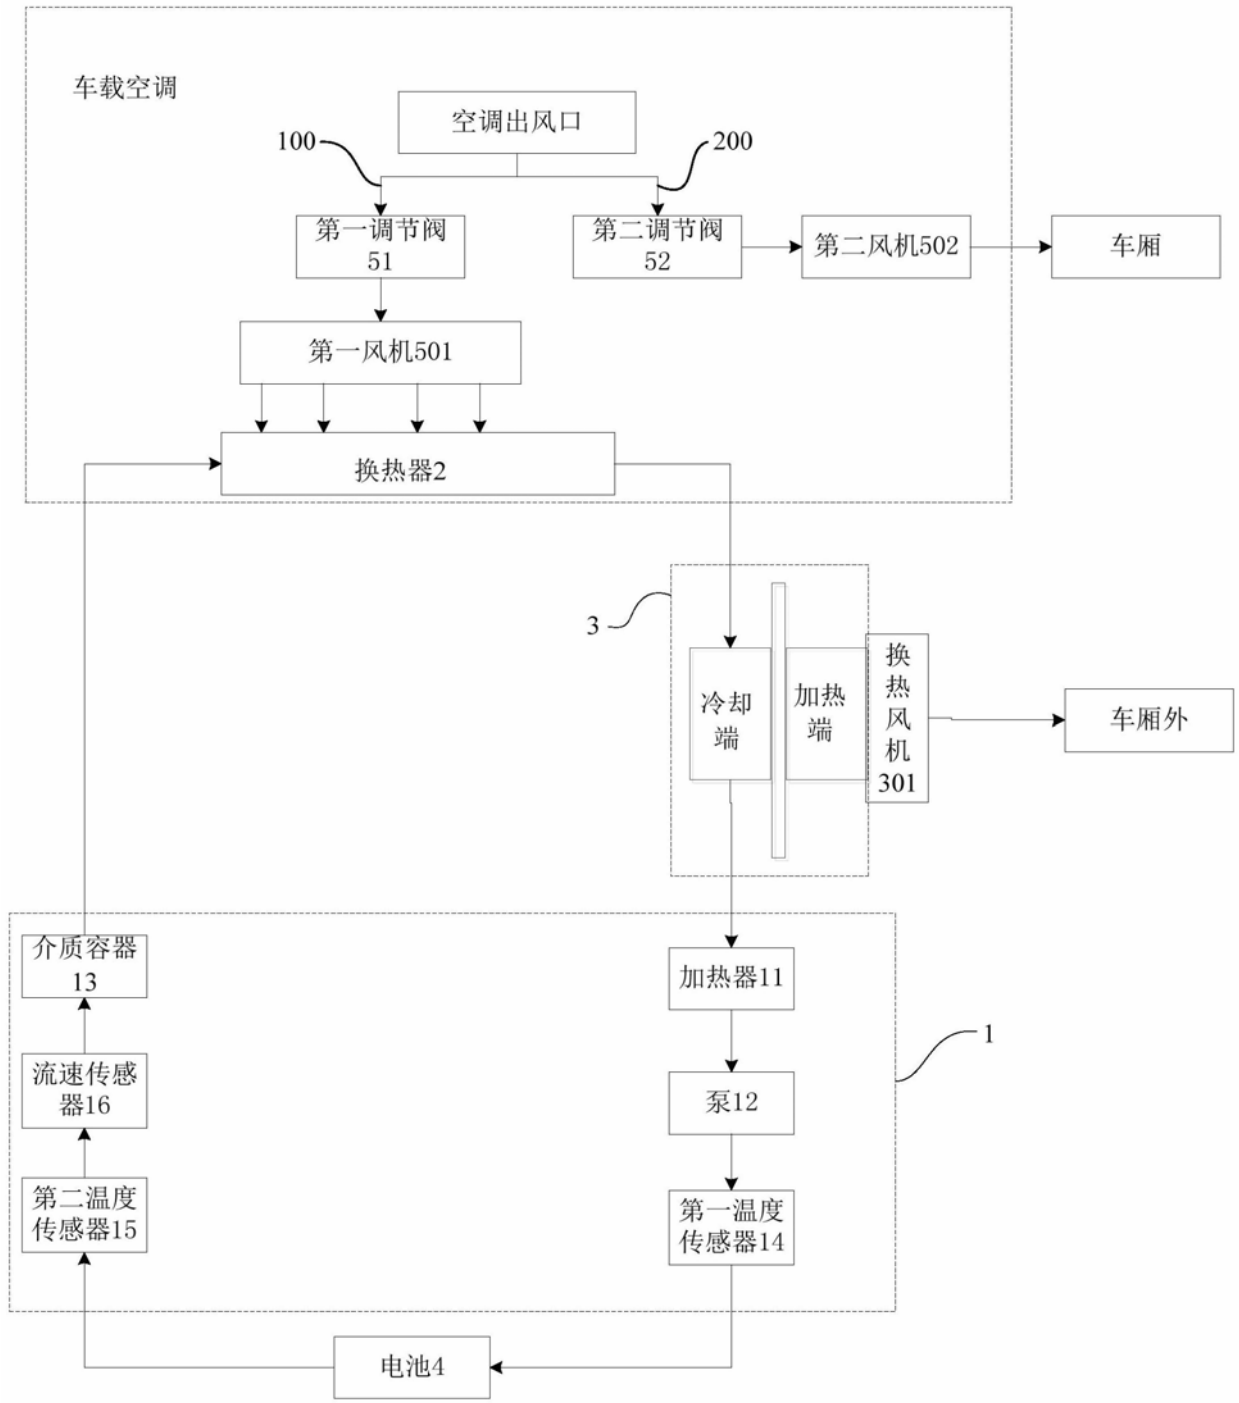 车载空调
空调出风口
100
200
第一调节阀
51
第二调节阀
52
第二风机502
车厢
第一风机501
换热器2
3
冷却
端
加热
端
换
热
风
机
301
车厢外
介质容器
13
加热器11
1
流速传感
器16
泵12
第二温度
传感器15
第一温度
传感器14
电池4